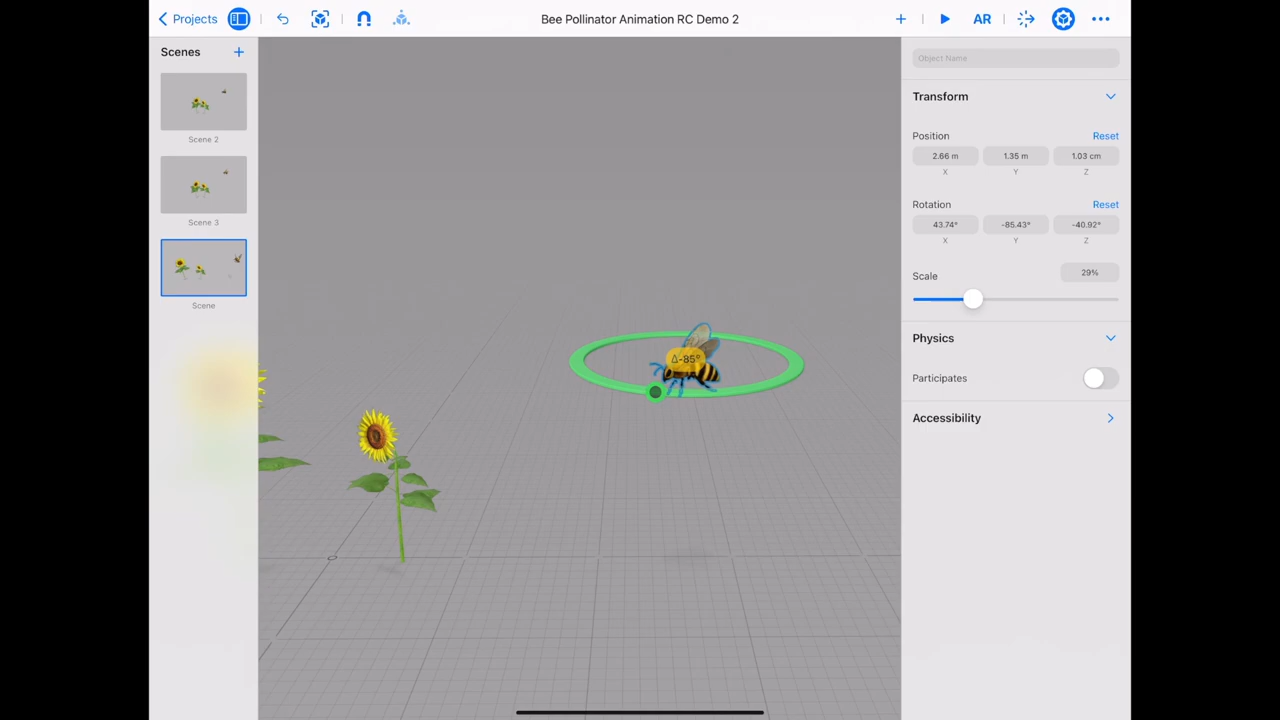 Projects
Bee Pollinator Animation RC Demo 2
AR
Scenes
Scene 2
Scene 3
Scene
Δ-85°
Object Name
Transform
Position Reset
2.66 m 1.35 m 1.03 cm
X Y Z
Rotation Reset
43.74° -85.43° -40.92°
X Y Z
Scale 29%
Physics
Participates
Accessibility